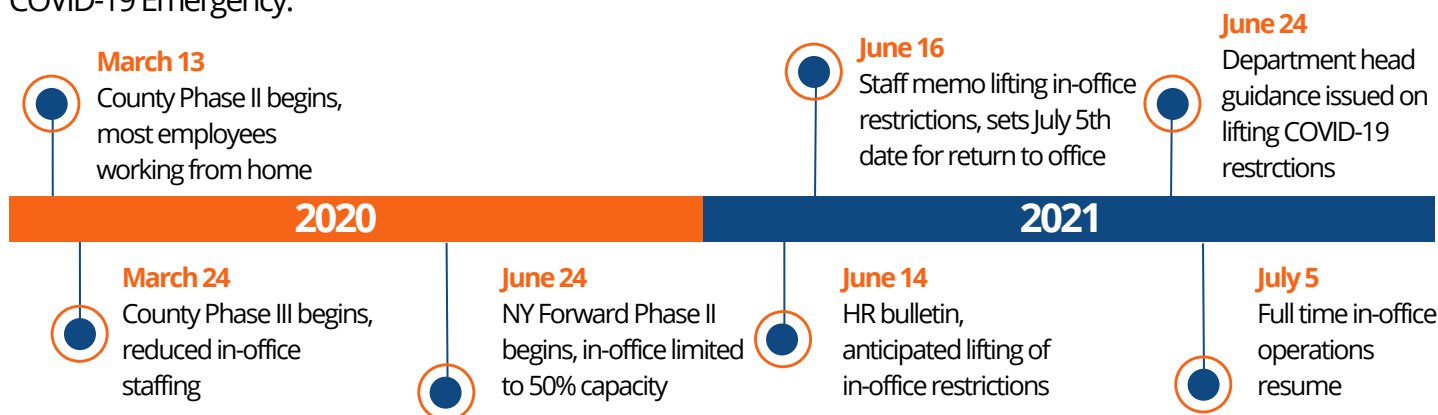 COVID-19 Emergency.
March 13
County Phase II begins,
most employees
working from home
June 16
Staff memo lifting in-office
restrictions, sets July 5th
date for return to office
June 24
Department head
guidance issued on
lifting COVID-19
restrctions
2020
2021
March 24
County Phase III begins,
reduced in-office
staffing
June 24
NY Forward Phase II
begins, in-office limited
to 50% capacity
June 14
HR bulletin,
anticipated lifting of
in-office restrictions
July 5
Full time in-office
operations
resume